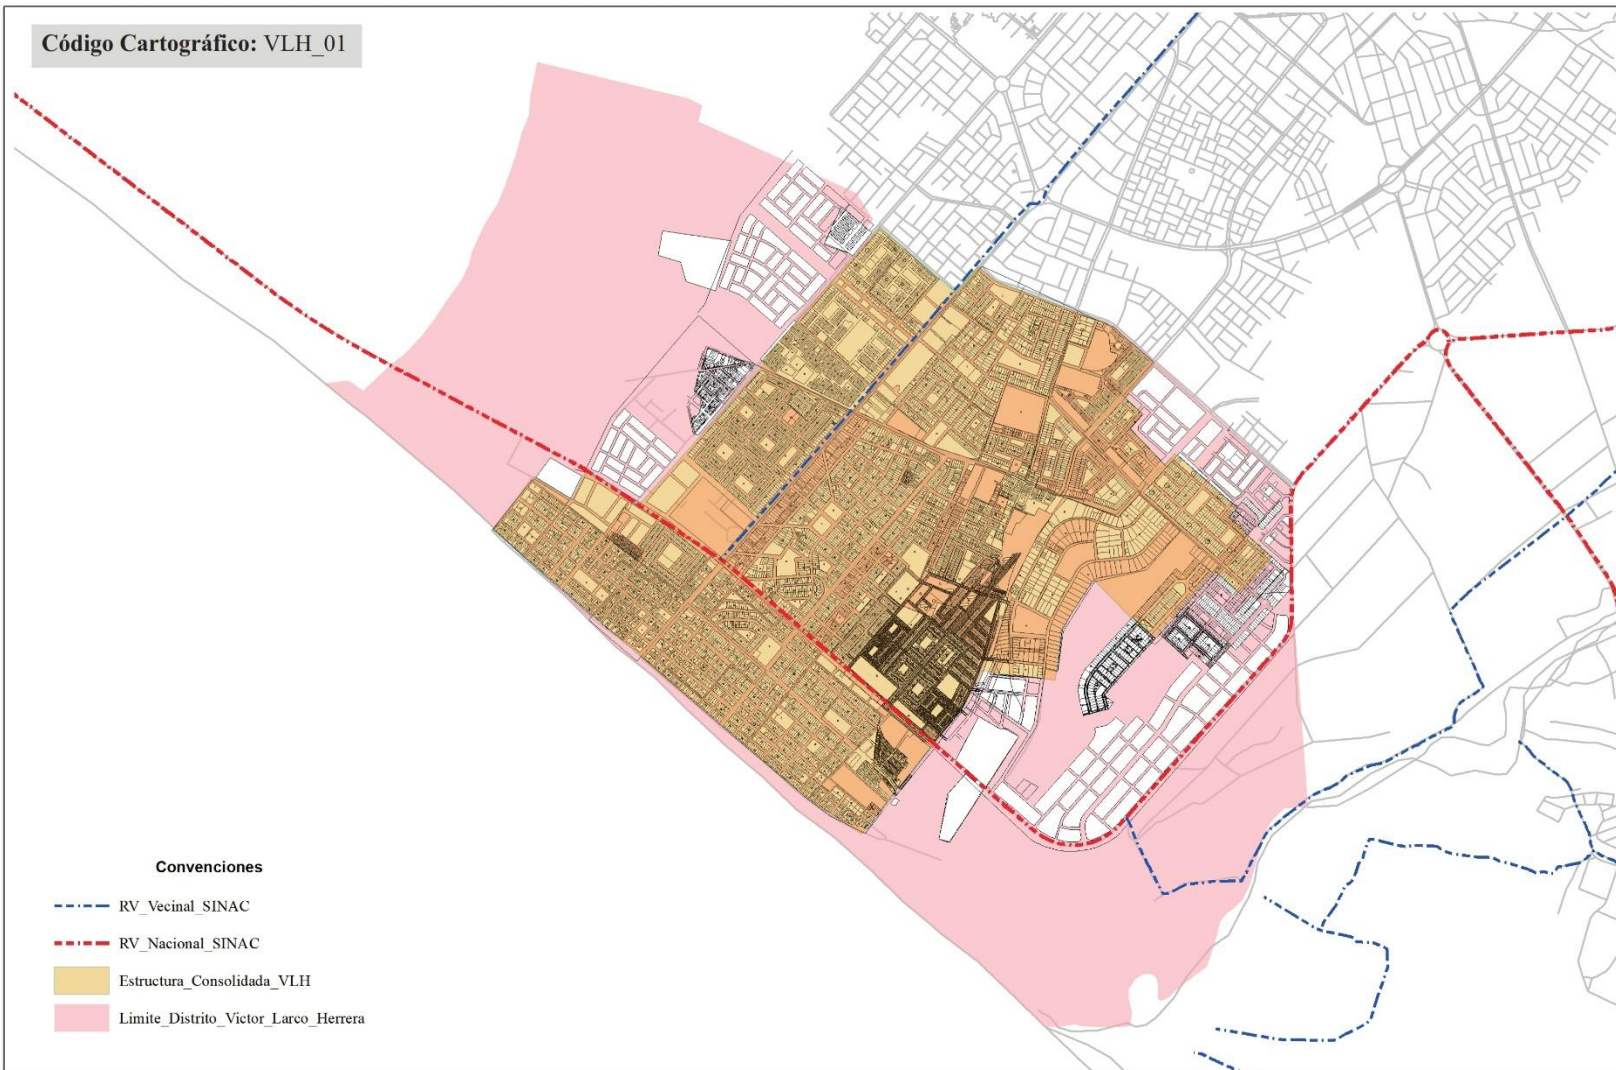 Código Cartográfico: VLH_01
Convenciones
RV_Vecinal_SINAC
RV_Nacional_SINAC
Estructura_Consolidada_VLH
Limite_Distrito_Victor_Larco_Herrera